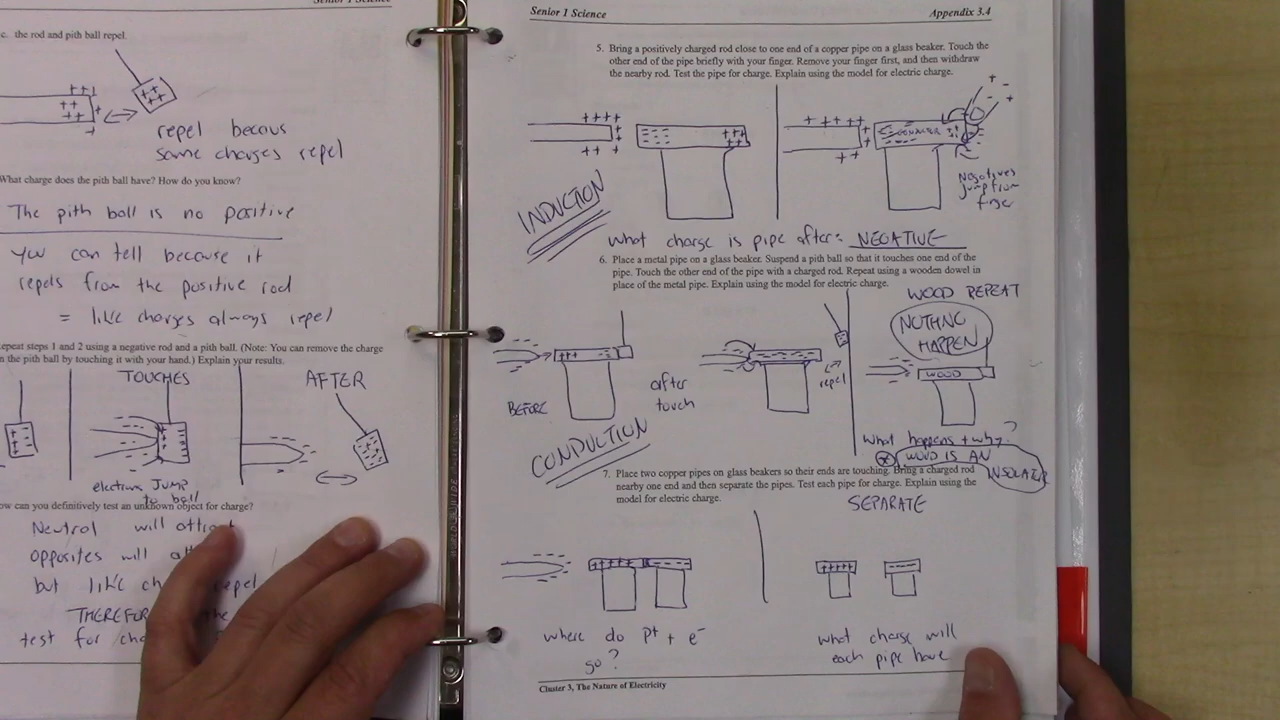 Senior 1 Science
c. the rod and pith ball repel.
repel becaus
same charges repel
What charge does the pith ball have? How do you know?
The pith ball is no positive
you can tell because it
repels from the positive rod
= like charges always repel
epeat steps 1 and 2 using a negative rod and a pith ball. (Note: You can remove the charge
n the pith ball by touching it with your hand.) Explain your results.
TOUCHES
AFTER
electrons JUMP
to ball
ow can you definitively test an unknown object for charge?
Neutral will attract
opposites will att
but like ch repel
THEREFOR the
test for cha
Senior 1 Science
Appendix 3.4
5. Bring a positively charged rod close to one end of a copper pipe on a glass beaker. Touch the
other end of the pipe briefly with your finger. Remove your finger first, and then withdraw
the nearby rod. Test the pipe for charge. Explain using the model for electric charge.
INDUCTION
Negatives
jump from
finger
What charge is pipe after: NEGATIVE
6. Place a metal pipe on a glass beaker. Suspend a pith ball so that it touches one end of the
pipe. Touch the other end of the pipe with a charged rod. Repeat using a wooden dowel in
place of the metal pipe. Explain using the model for electric charge.
WOOD REPEAT
NOTHNG
HAPPEN
WOOD
BEFORE
after
touch
repel
CONDUCTION
What happens + why?
WOOD IS AN
INSOLATER
7. Place two copper pipes on glass beakers so their ends are touching. Bring a charged rod
nearby one end and then separate the pipes. Test each pipe for charge. Explain using the
model for electric charge.
SEPARATE
where do p+ + e-
go?
what charge will
each pipe have
Cluster 3, The Nature of Electricity